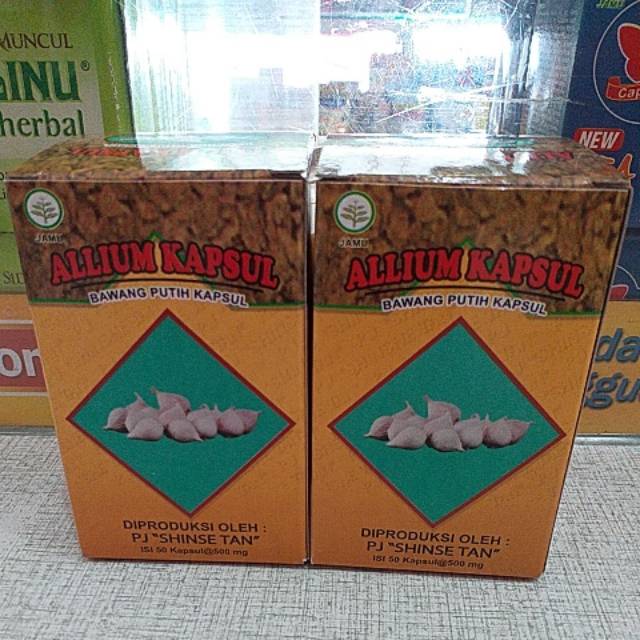 MUNCUL
herbal
NEW
JAMU
ALLIUM KAPSUL
BAWANG PUTIH KAPSUL
DIPRODUKSI OLEH :
PJ "SHINSE TAN"
ISI 50 Kapsul@500 mg
JAMU
ALLIUM KAPSUL
BAWANG PUTIH KAPSUL
DIPRODUKSI OLEH :
PJ "SHINSE TAN"
ISI 50 Kapsul@500 mg